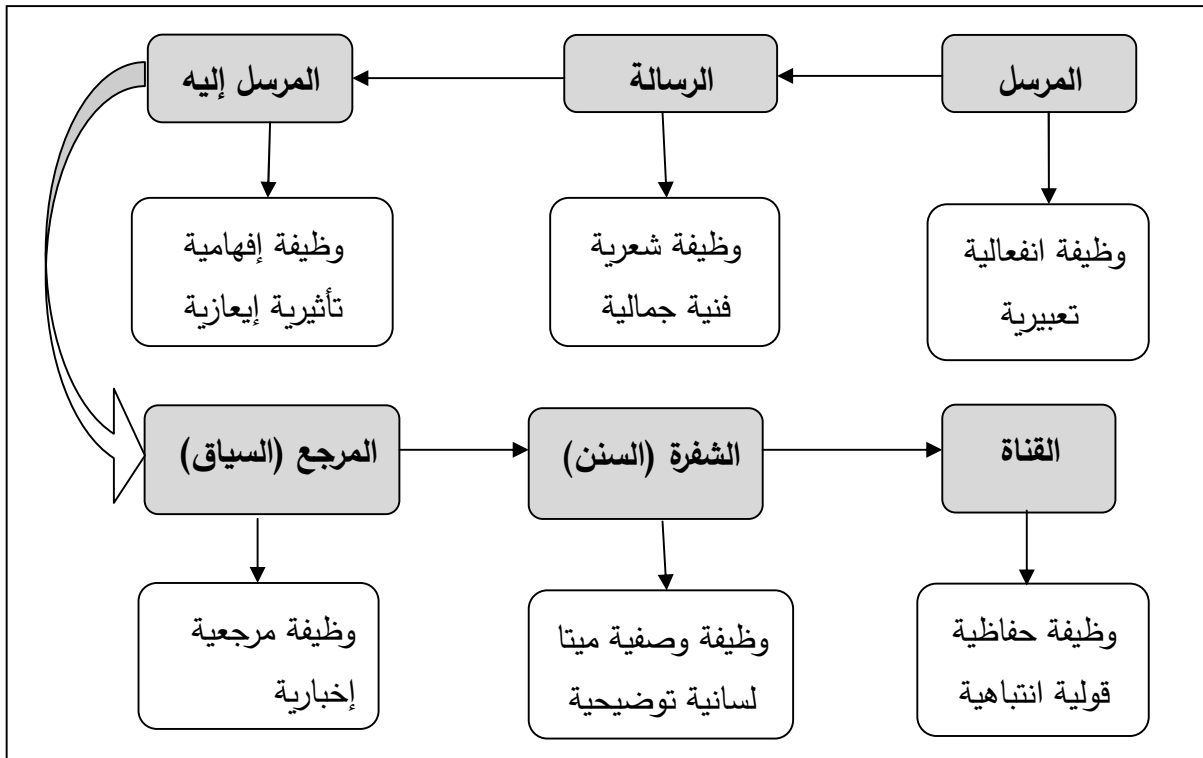 المرسل
الرسالة
المرسل إليه
وظيفة انفعالية
تعبيرية
وظيفة شعرية
فنية جمالية
وظيفة إفهامية
تأثيرية إيعازية
المرجع (السياق)
الشفرة (السنن)
القناة
وظيفة مرجعية
إخبارية
وظيفة وصفية ميتا
لسانية توضيحية
وظيفة حفاظية
قولية انتباهية